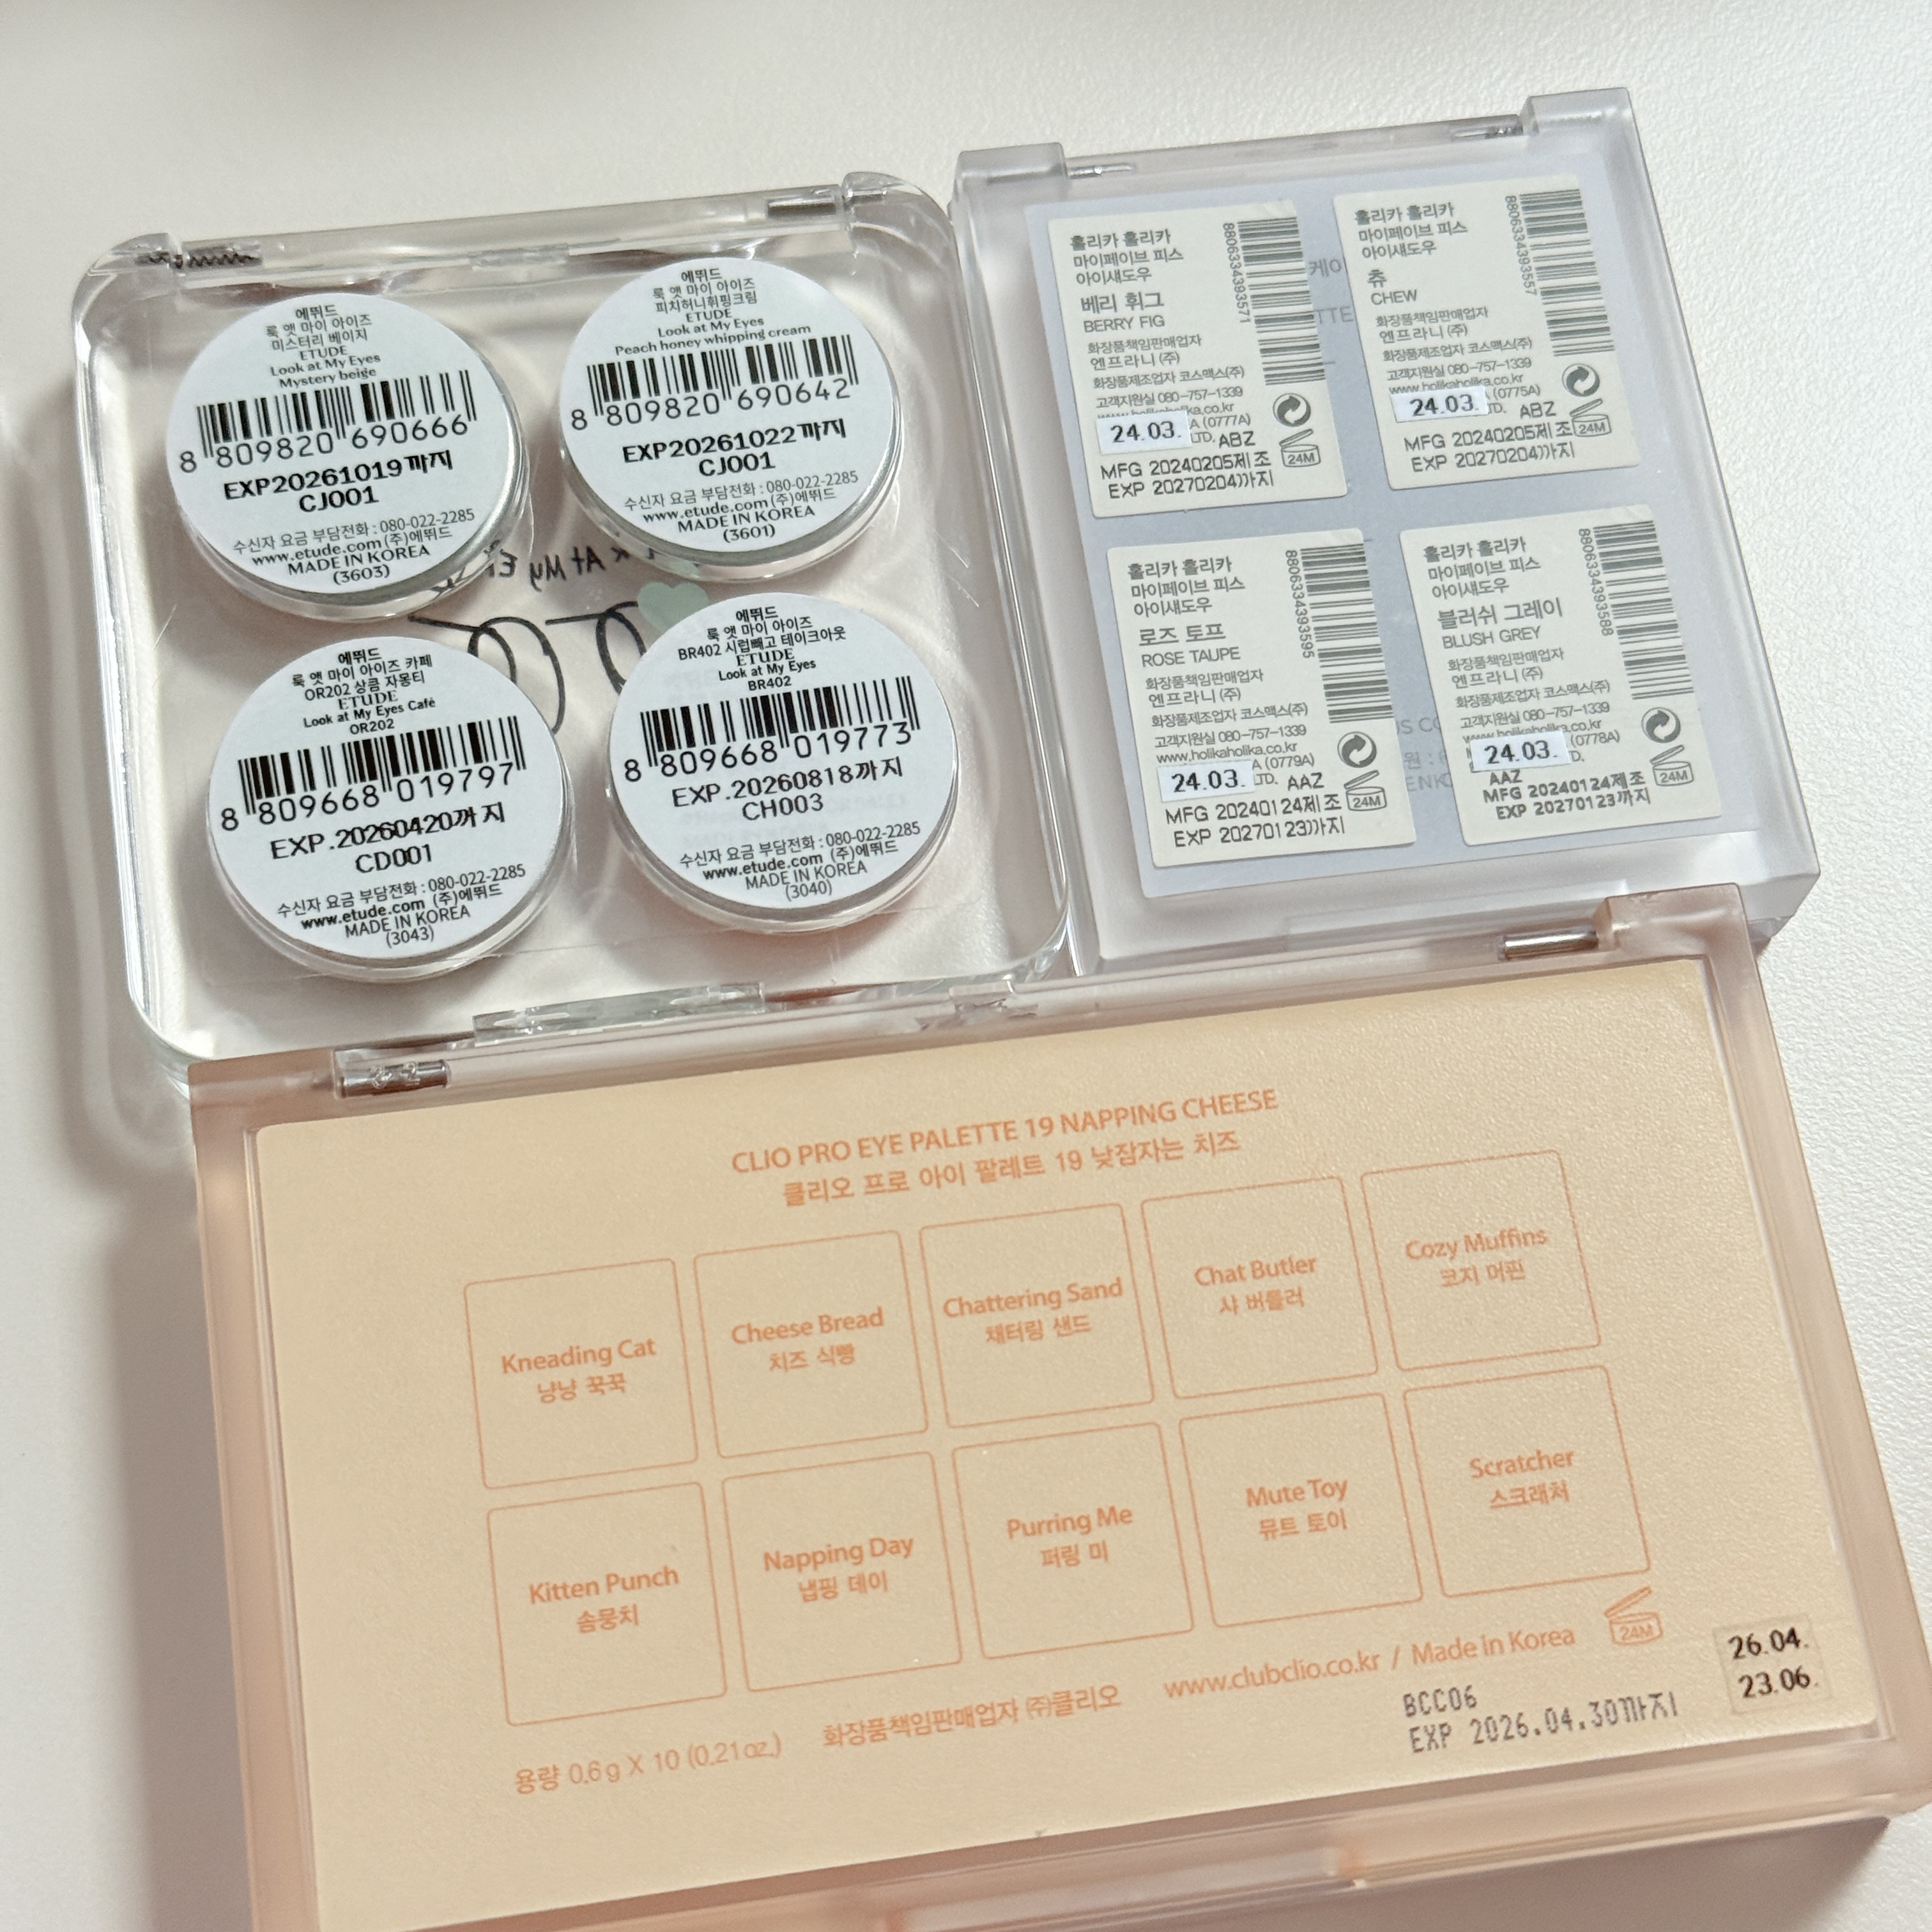 에뛰드
룩 앳 마이 아이즈
미스터리 베이지
ETUDE
Look at My Eyes
Mystery beige
8 809820 690666
EXP20261019까지
CJ001
수신자 요금 부담전화 : 080-022-2285
www.etude.com (주)에뛰드
MADE IN KOREA
(3603)
에뛰드
룩 앳 마이 아이즈
피치허니휘핑크림
ETUDE
Look at My Eyes
Peach honey whipping cream
8 809820 690642
EXP20261022까지
CJ001
수신자 요금 부담전화 : 080-022-2285
www.etude.com (주)에뛰드
MADE IN KOREA
(3601)
에뛰드
룩 앳 마이 아이즈 카페
OR202 상큼 자몽티
ETUDE
Look at My Eyes Café
OR202
8 809668 019797
EXP.20260420까지
CD001
수신자 요금 부담전화 : 080-022-2285
www.etude.com (주)에뛰드
MADE IN KOREA
(3043)
에뛰드
룩 앳 마이 아이즈
BR402 시럽빼고 테이크아웃
ETUDE
Look at My Eyes
BR402
8 809668 019773
EXP.20260818까지
CH003
수신자 요금 부담전화 : 080-022-2285
www.etude.com (주)에뛰드
MADE IN KOREA
(3040)
At My
홀리카 홀리카
마이페이브 피스
아이섀도우
베리 휘그
BERRY FIG
화장품책임판매업자
엔프라니 (주)
화장품제조업자 코스맥스(주)
고객지원실 080-757-1339
www.holikaholika.co.kr
A (0777A)
24.03. TD. ABZ
MFG 20240205제조
EXP 20270204까지
24M
8806334393571
홀리카 홀리카
마이페이브 피스
아이섀도우
츄
CHEW
화장품책임판매업자
엔프라니 (주)
화장품제조업자 코스맥스(주)
고객지원실 080-757-1339
www.holikaholika.co.kr
(0775A)
24.03. TD. ABZ
MFG 20240205제조
EXP 20270204까지
24M
8806334393557
홀리카 홀리카
마이페이브 피스
아이섀도우
로즈 토프
ROSE TAUPE
화장품책임판매업자
엔프라니 (주)
화장품제조업자 코스맥스(주)
고객지원실 080-757-1339
www.holikaholika.co.kr
A (0779A)
24.03. TD. AAZ
MFG 20240124제조
EXP 20270123까지
24M
8806334393595
홀리카 홀리카
마이페이브 피스
아이섀도우
블러쉬 그레이
BLUSH GREY
화장품책임판매업자
엔프라니 (주)
화장품제조업자 코스맥스(주)
고객지원실 080-757-1339
www.holikaholika.co.kr
(0778A)
24.03. TD.
AAZ
MFG 20240124제조
EXP 20270123까지
24M
8806334393588
CLIO PRO EYE PALETTE 19 NAPPING CHEESE
클리오 프로 아이 팔레트 19 낮잠자는 치즈
Kneading Cat
냥냥 꾹꾹
Cheese Bread
치즈 식빵
Chattering Sand
채터링 샌드
Chat Butler
샤 버틀러
Cozy Muffins
코지 머핀
Kitten Punch
솜뭉치
Napping Day
냅핑 데이
Purring Me
퍼링 미
Mute Toy
뮤트 토이
Scratcher
스크래처
용량 0.6 g X 10 (0.21 oz.)
화장품책임판매업자 ㈜클리오
www.clubclio.co.kr / Made in Korea
24M
BCC06
EXP 2026.04.30까지
26.04.
23.06.